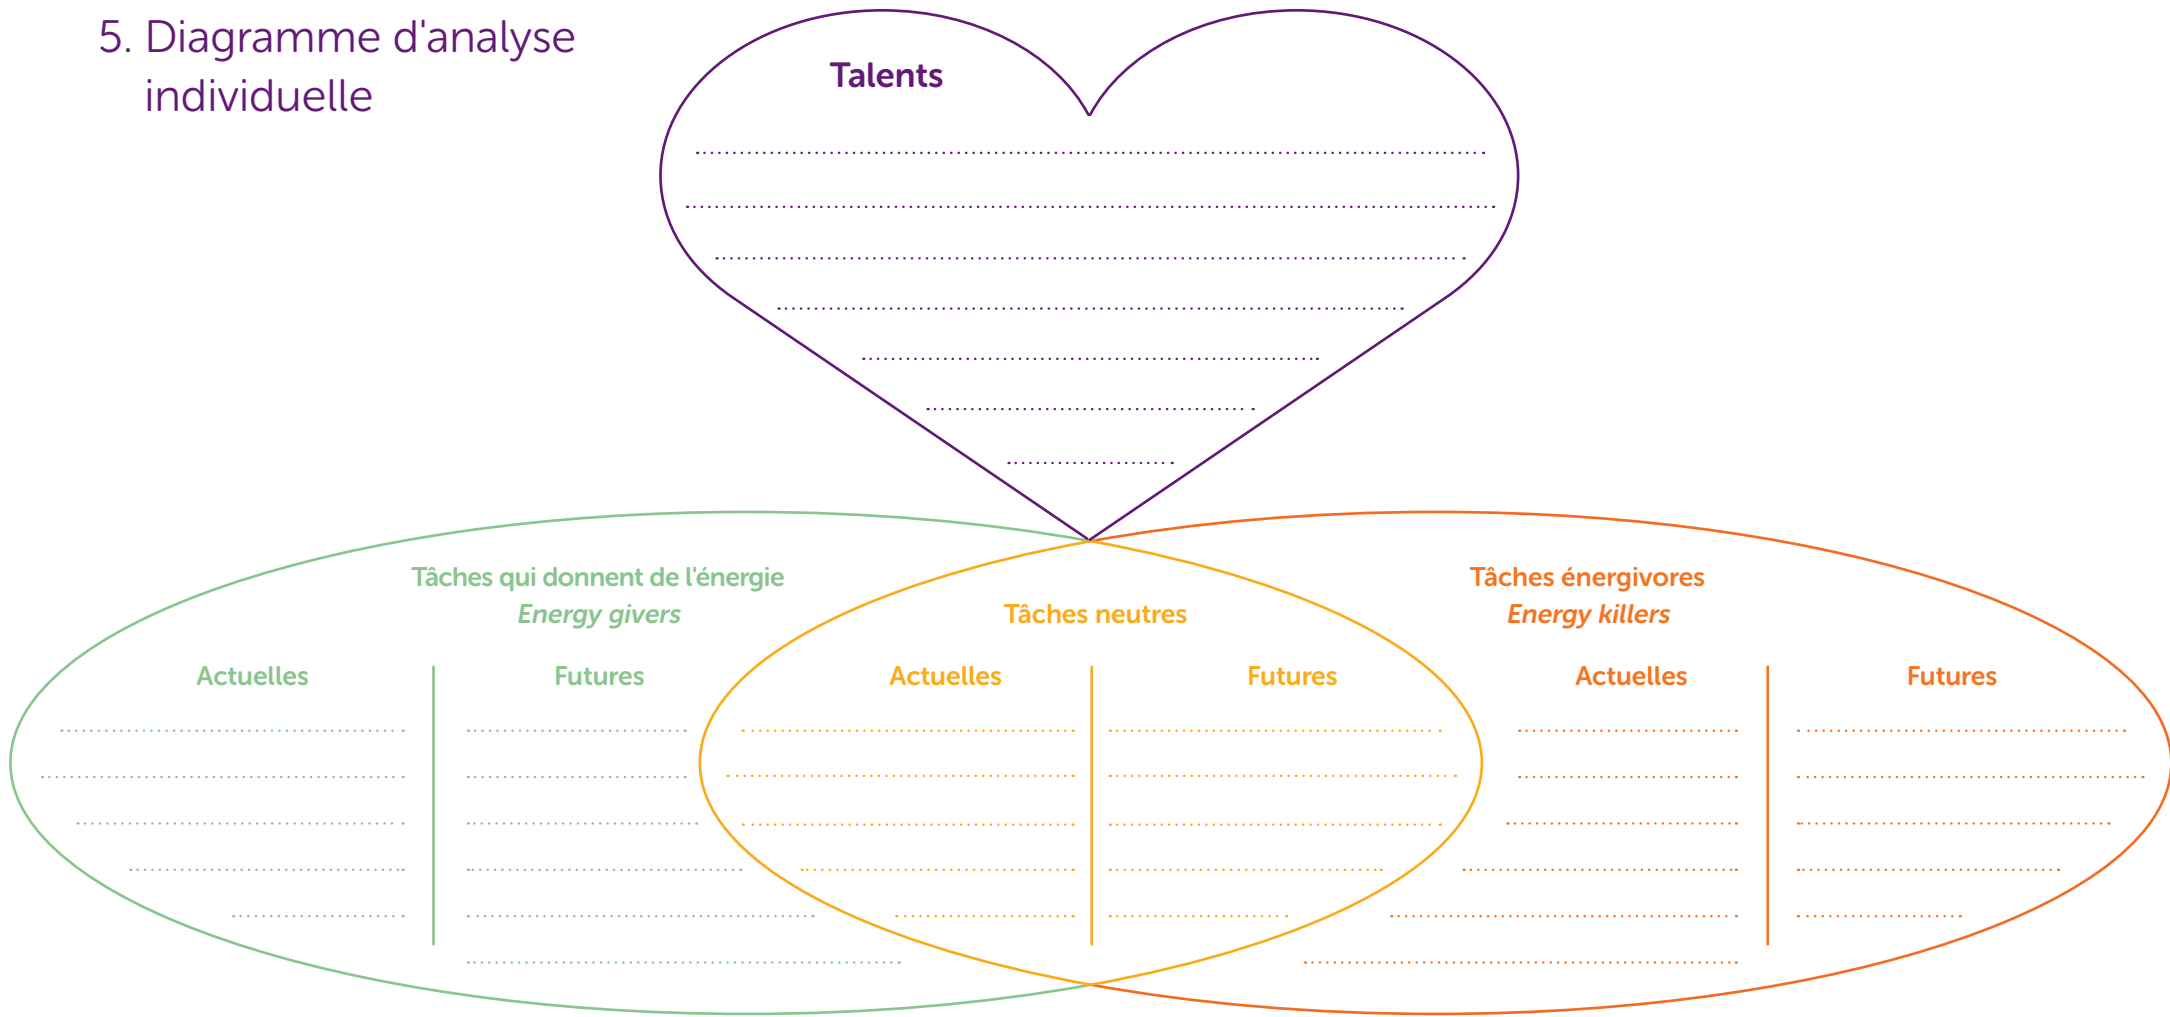 5. Diagramme d'analyse
individuelle
Talents
Tâches qui donnent de l'énergie
Energy givers
Actuelles
Futures
Tâches neutres
Actuelles
Futures
Tâches énergivores
Energy killers
Actuelles
Futures